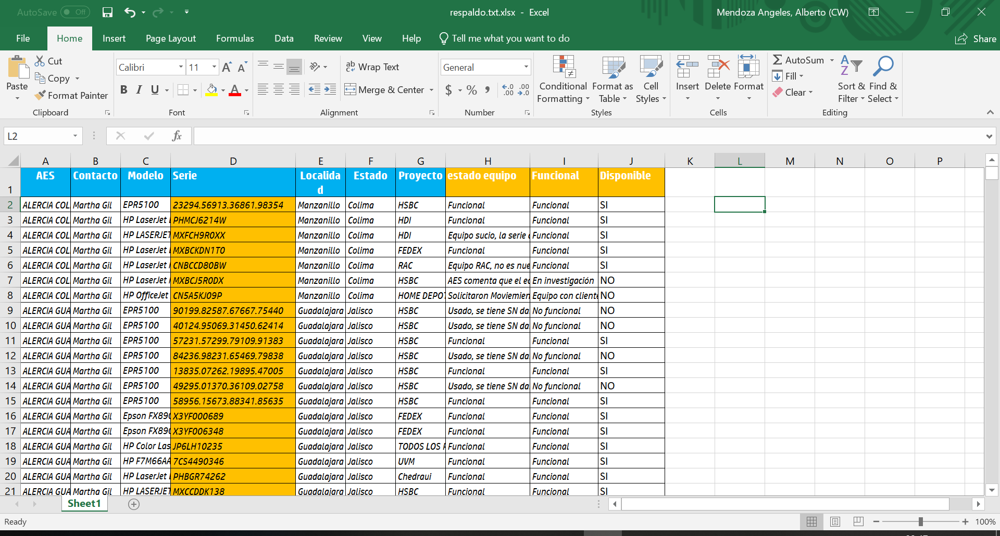 AutoSave Off
respaldo.txt.xlsx - Excel
Mendoza Angeles, Alberto (CW)
File Home Insert Page Layout Formulas Data Review View Help Tell me what you want to do Share
Paste
Cut
Copy
Format Painter
Clipboard
Calibri 11
B I U
Font
Wrap Text
Merge & Center
Alignment
General
$ % ,
Number
Conditional Formatting
Format as Table
Cell Styles
Styles
Insert Delete Format
Cells
AutoSum
Fill
Clear
Sort & Filter
Find & Select
Editing
L2 fx
A B C D E F G H I J K L M N O P
1 AES Contacto Modelo Serie Localidad Estado Proyecto estado equipo Funcional Disponible
2 ALERCIA COL Martha Gil EPR5100 23294.56913.36861.98354 Manzanillo Colima HSBC Funcional Funcional SI
3 ALERCIA COL Martha Gil HP LaserJet PHMCJ6214W Manzanillo Colima HDI Funcional Funcional SI
4 ALERCIA COL Martha Gil HP LASERJET MXFCH9R0XX Manzanillo Colima HDI Equipo sucio, la serie Funcional SI
5 ALERCIA COL Martha Gil HP LaserJet MXBCKDN1T0 Manzanillo Colima FEDEX Funcional Funcional SI
6 ALERCIA COL Martha Gil HP LaserJet CNBCCD80BW Manzanillo Colima RAC Equipo RAC, no es nue Funcional SI
7 ALERCIA COL Martha Gil HP LaserJet MXBCJ5R0DX Manzanillo Colima HSBC AES comenta que el En investigación NO
8 ALERCIA COL Martha Gil HP OfficeJet CN5A5KJ09P Manzanillo Colima HOME DEPOT Solicitaron Moviemien Equipo con cliente NO
9 ALERCIA GUA Martha Gil EPR5100 90199.82587.67667.75440 Guadalajara Jalisco HSBC Usado, se tiene SN da No funcional NO
10 ALERCIA GUA Martha Gil EPR5100 40124.95069.31450.62414 Guadalajara Jalisco HSBC Usado, se tiene SN da No funcional NO
11 ALERCIA GUA Martha Gil EPR5100 57231.57299.79109.91383 Guadalajara Jalisco HSBC Funcional Funcional SI
12 ALERCIA GUA Martha Gil EPR5100 84236.98231.65469.79838 Guadalajara Jalisco HSBC Usado, se tiene SN da No funcional NO
13 ALERCIA GUA Martha Gil EPR5100 13835.07262.19895.47005 Guadalajara Jalisco HSBC Funcional Funcional SI
14 ALERCIA GUA Martha Gil EPR5100 49295.01370.36109.02758 Guadalajara Jalisco HSBC Usado, se tiene SN da No funcional NO
15 ALERCIA GUA Martha Gil EPR5100 58956.15673.88341.85635 Guadalajara Jalisco HSBC Funcional Funcional SI
16 ALERCIA GUA Martha Gil Epson FX890 X3YF000689 Guadalajara Jalisco FEDEX Funcional Funcional SI
17 ALERCIA GUA Martha Gil Epson FX890 X3YF006348 Guadalajara Jalisco FEDEX Funcional Funcional SI
18 ALERCIA GUA Martha Gil HP Color Las JP6LH10235 Guadalajara Jalisco TODOS LOS Funcional Funcional SI
19 ALERCIA GUA Martha Gil HP F7M66AA 7CS4490346 Guadalajara Jalisco UVM Funcional Funcional SI
20 ALERCIA GUA Martha Gil HP LaserJet PHBGR74262 Guadalajara Jalisco Chedraui Funcional Funcional SI
21 ALERCIA GUA Martha Gil HP LASERJET MXCCDDK138 Guadalajara Jalisco HSBC Funcional Funcional SI
Sheet1
Ready
100%